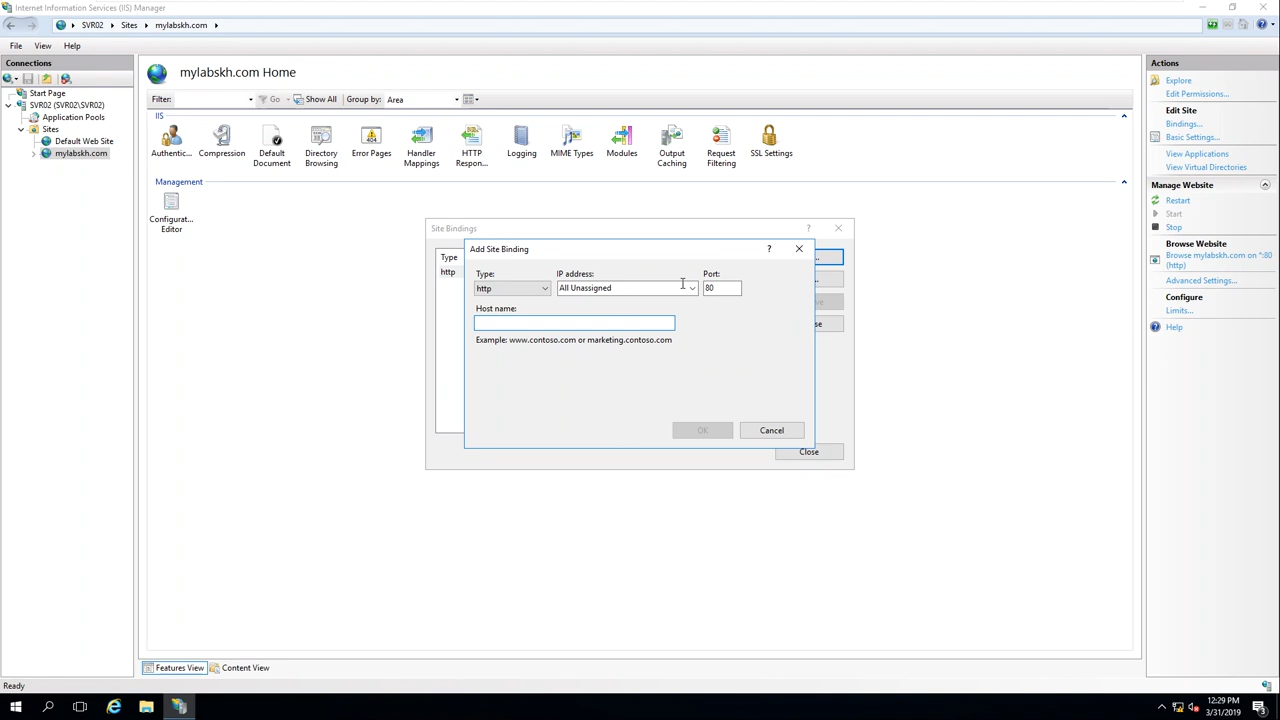 Internet Information Services (IIS) Manager
SVR02 Sites mylabskh.com
File View Help
Connections
Start Page
SVR02 (SVR02\SVR02)
Application Pools
Sites
Default Web Site
mylabskh.com
mylabskh.com Home
Filter: Go Show All Group by: Area
IIS
Authentic... Compression Default Document Directory Browsing Error Pages Handler Mappings HTTP Respon... Logging MIME Types Modules Output Caching Request Filtering SSL Settings
Management
Configurat...
Editor
Site Bindings
Type
http
Add Site Binding
Type: IP address: Port:
http All Unassigned 80
Host name:
Example: www.contoso.com or marketing.contoso.com
OK Cancel
Close
Features View Content View
Actions
Explore
Edit Permissions...
Edit Site
Bindings...
Basic Settings...
View Applications
View Virtual Directories
Manage Website
Restart
Start
Stop
Browse Website
Browse mylabskh.com on *:80
(http)
Advanced Settings...
Configure
Limits...
Help
Ready
12:29 PM
3/31/2019